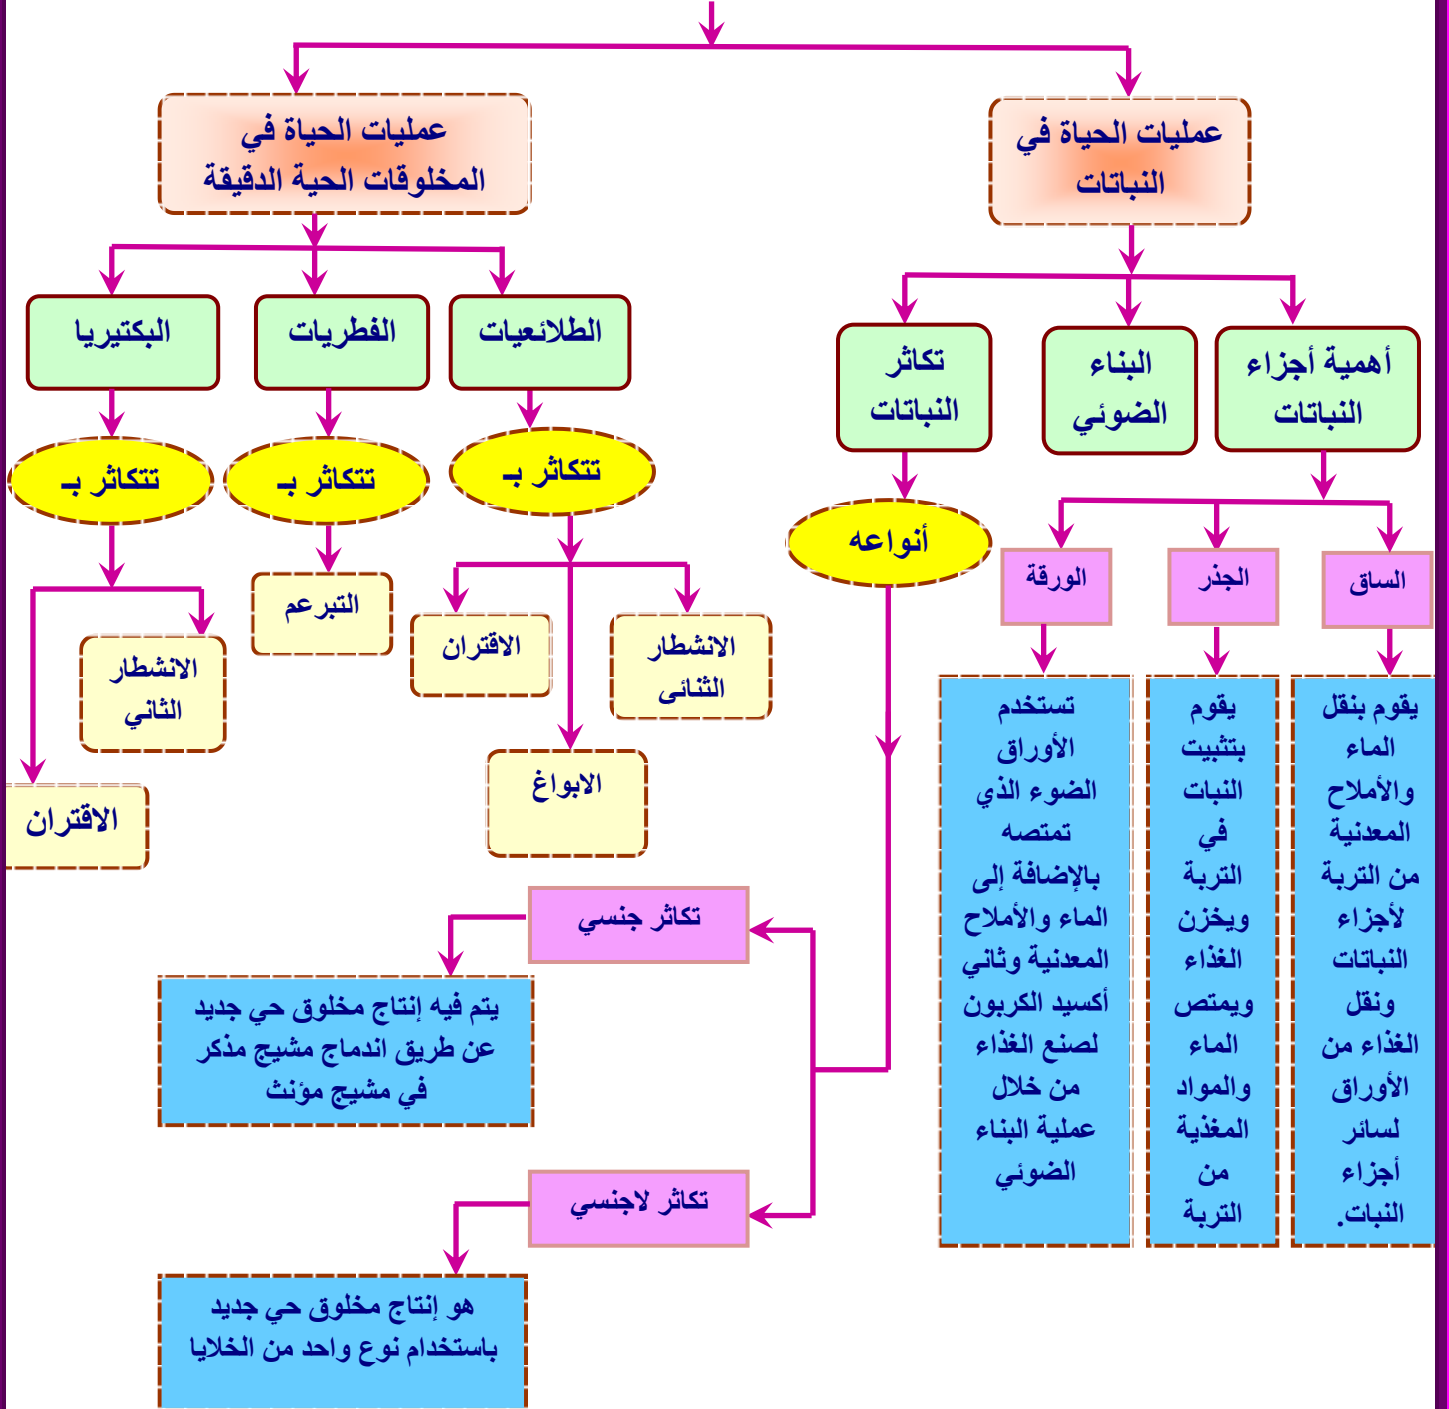 عمليات الحياة في
النباتات
عمليات الحياة في
المخلوقات الحية الدقيقة
أهمية أجزاء
النباتات
البناء
الضوئي
تكاثر
النباتات
الطلائعيات
الفطريات
البكتيريا
تتكاثر بـ
تتكاثر بـ
تتكاثر بـ
أنواعه
الساق
الجذر
الورقة
الانشطار
الثنائى
الاقتران
التبرعم
الانشطار
الثاني
الابواغ
الاقتران
يقوم بنقل
الماء
والأملاح
المعدنية
من التربة
لأجزاء
النباتات
ونقل
الغذاء من
الأوراق
لسائر
أجزاء
النبات.
يقوم
بتثبيت
النبات
في
التربة
ويخزن
الغذاء
ويمتص
الماء
والمواد
المغذية
من
التربة
تستخدم
الأوراق
الضوء الذي
تمتصه
بالإضافة إلى
الماء والأملاح
المعدنية وثاني
أكسيد الكربون
لصنع الغذاء
من خلال
عملية البناء
الضوئي
تكاثر جنسي
يتم فيه إنتاج مخلوق حي جديد
عن طريق اندماج مشيج مذكر
في مشيج مؤنث
تكاثر لاجنسي
هو إنتاج مخلوق حي جديد
باستخدام نوع واحد من الخلايا